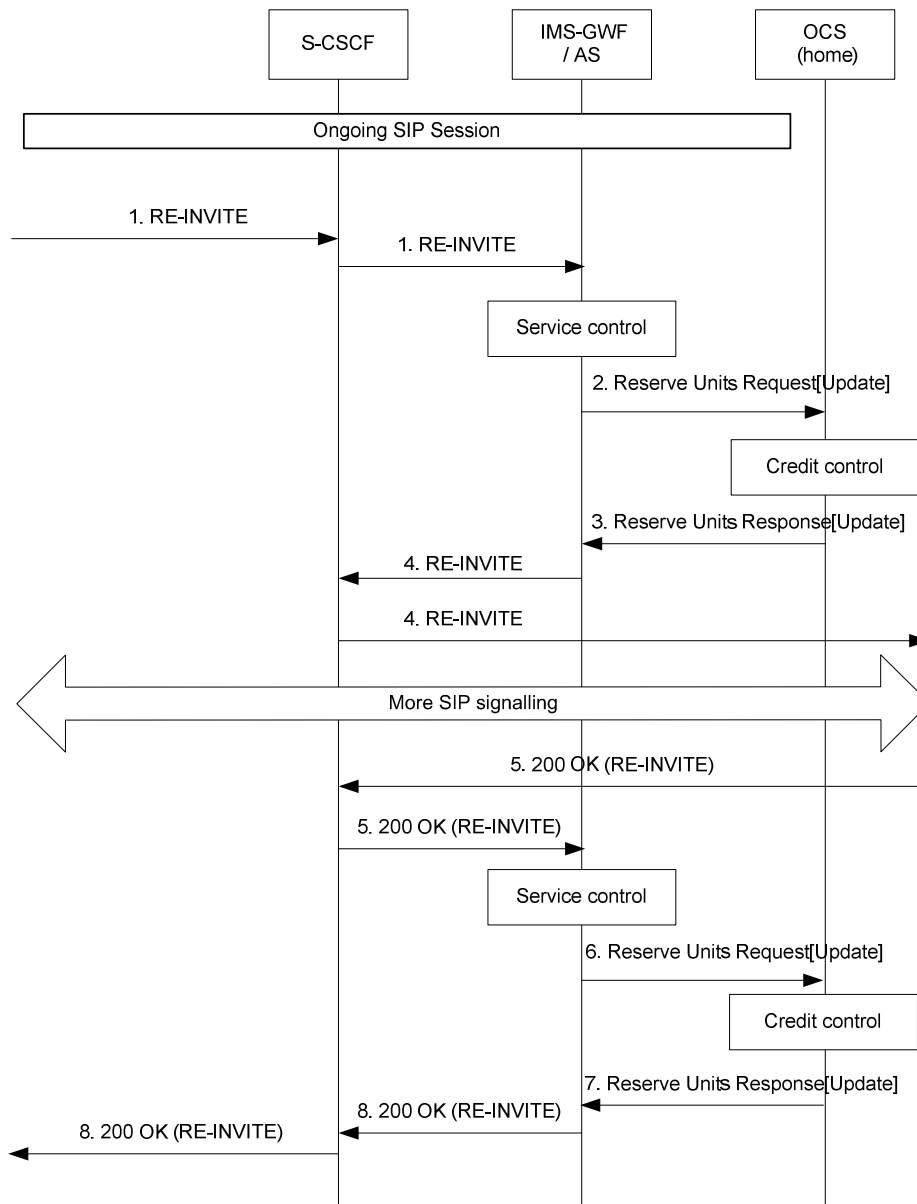 S-CSCF
IMS-GWF
/ AS
OCS
(home)
Ongoing SIP Session
1. RE-INVITE
1. RE-INVITE
Service control
2. Reserve Units Request[Update]
Credit control
3. Reserve Units Response[Update]
4. RE-INVITE
4. RE-INVITE
More SIP signalling
5. 200 OK (RE-INVITE)
5. 200 OK (RE-INVITE)
Service control
6. Reserve Units Request[Update]
Credit control
7. Reserve Units Response[Update]
8. 200 OK (RE-INVITE)
8. 200 OK (RE-INVITE)